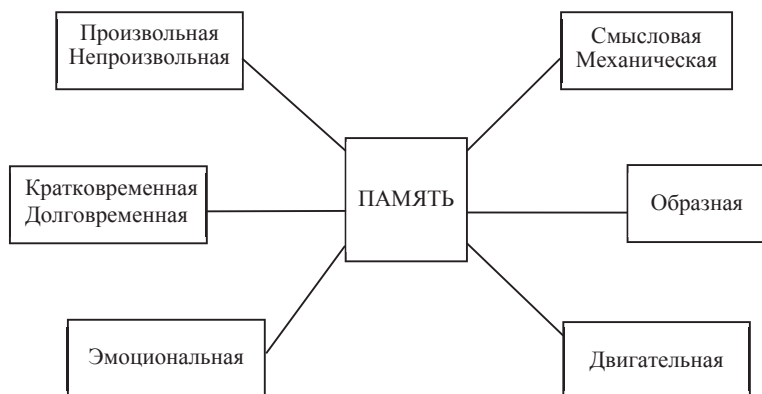 Произвольная
Непроизвольная
Смысловая
Механическая
Кратковременная
Долговременная
ПАМЯТЬ
Образная
Эмоциональная
Двигательная